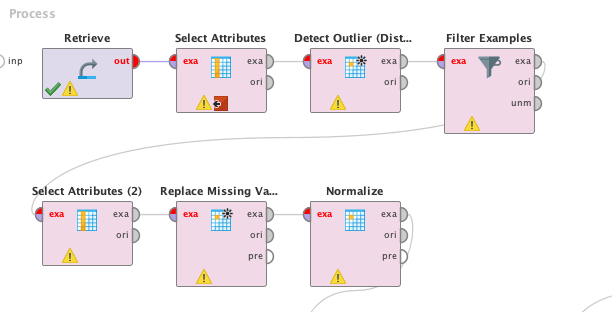 Process
Retrieve Select Attributes Detect Outlier (Dist... Filter Examples
inp out exa exa exa exa exa exa
ori ori ori
unm
Select Attributes (2) Replace Missing Va... Normalize
exa exa exa exa exa exa
ori ori ori
pre pre